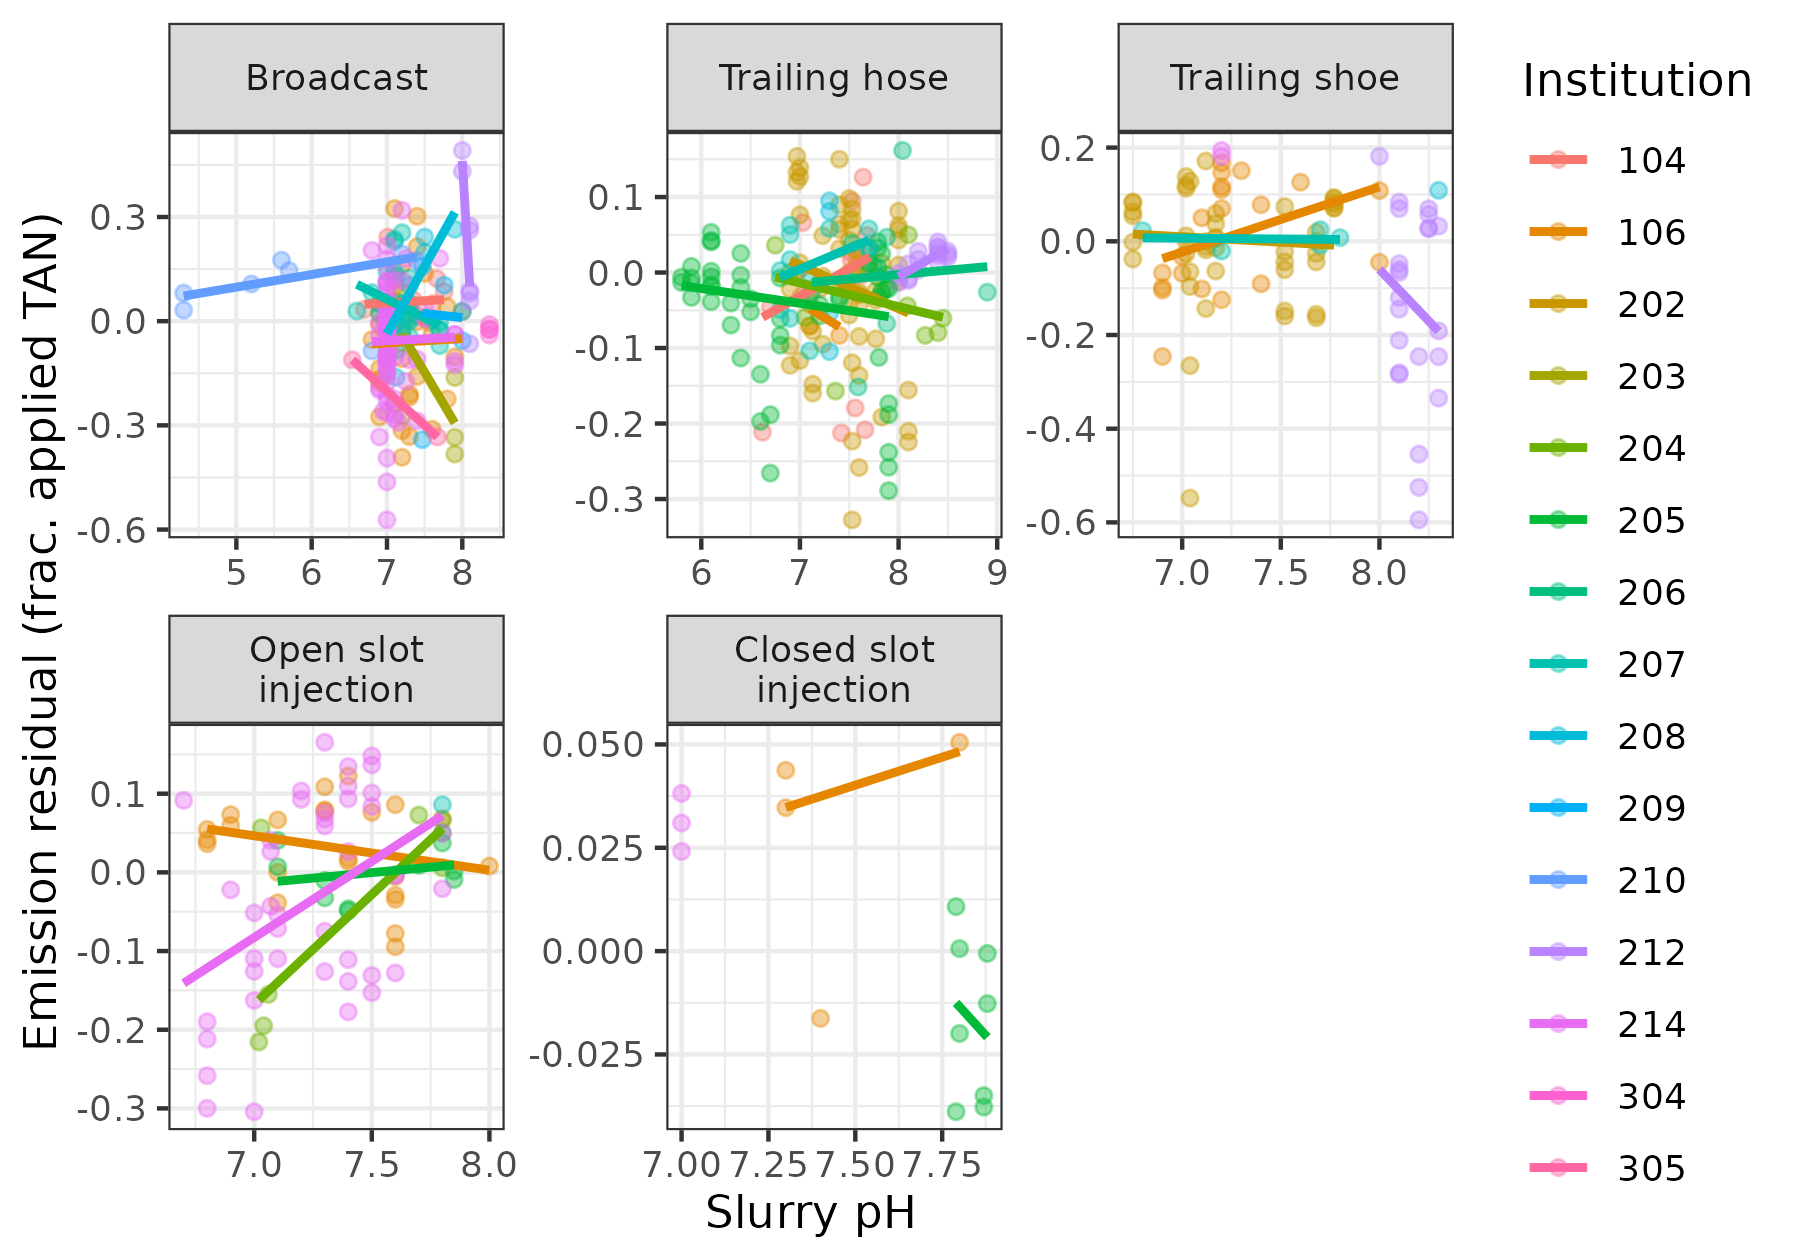 Broadcast
Trailing hose
Trailing shoe
Institution
104
106
202
203
204
205
206
207
208
209
210
212
214
304
305
Emission residual (frac. applied TAN)
0.3
0.0
-0.3
-0.6
5 6 7 8
0.1
0.0
-0.1
-0.2
-0.3
6 7 8 9
0.2
0.0
-0.2
-0.4
-0.6
7.0 7.5 8.0
Open slot
injection
0.1
0.0
-0.1
-0.2
-0.3
7.0 7.5 8.0
Closed slot
injection
0.050
0.025
0.000
-0.025
7.00 7.25 7.50 7.75
Slurry pH